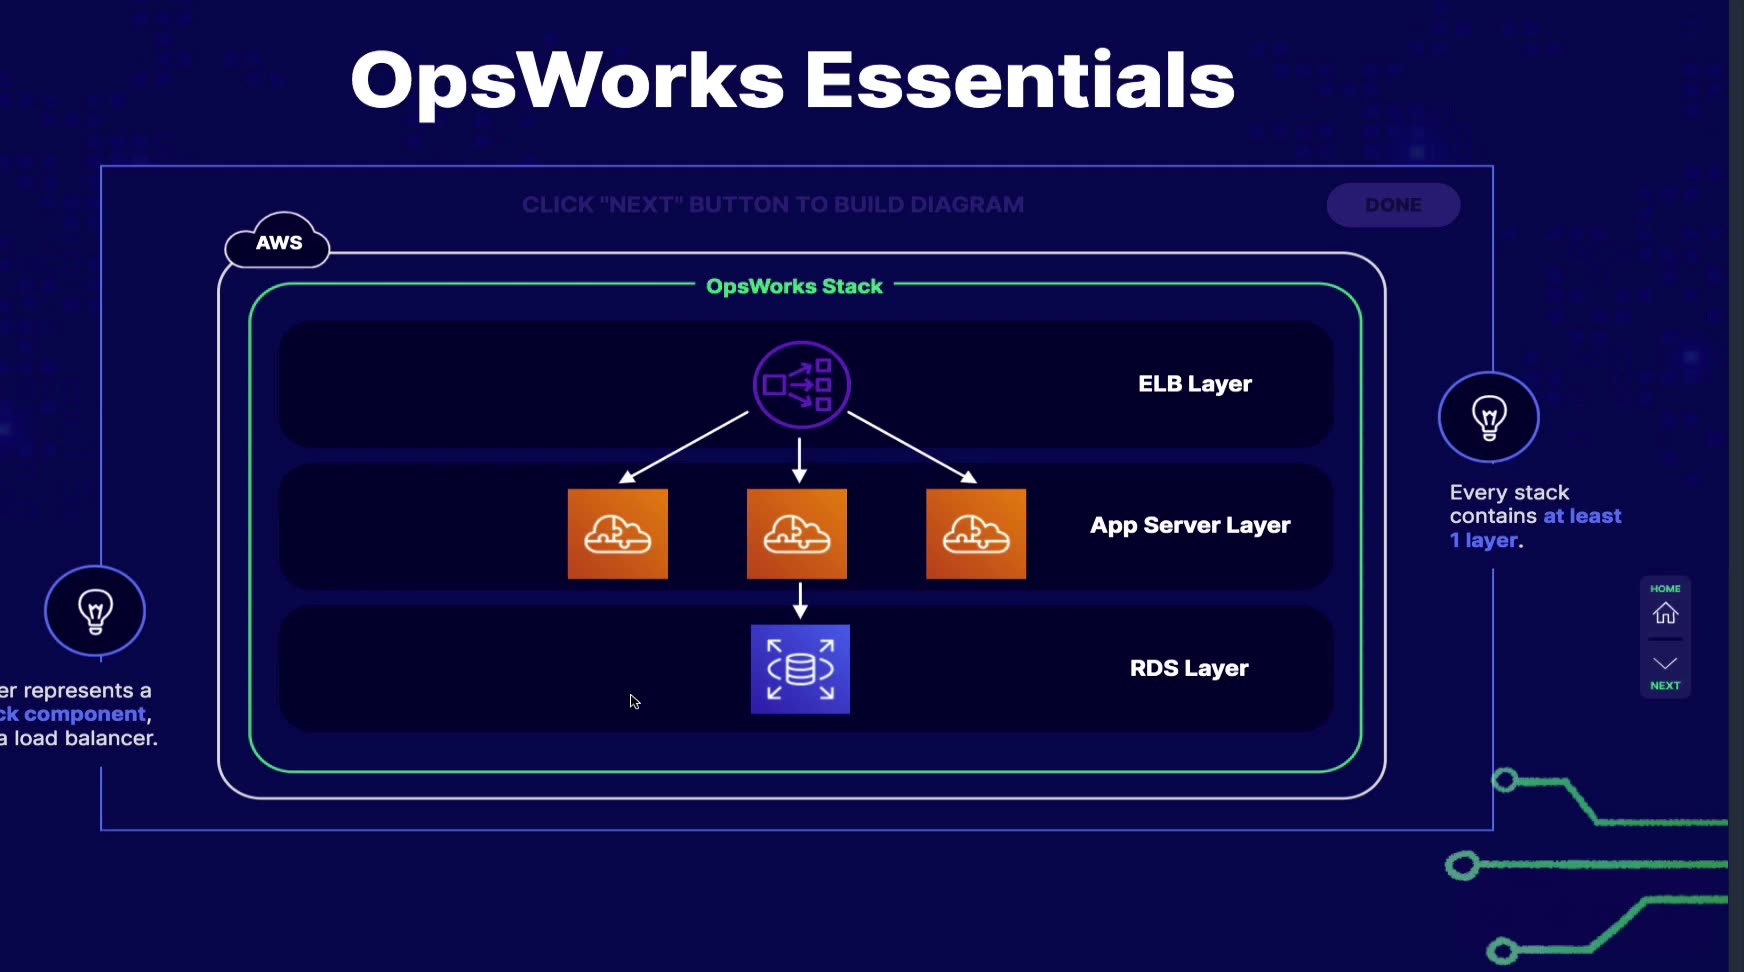 OpsWorks Essentials
CLICK "NEXT" BUTTON TO BUILD DIAGRAM
DONE
AWS
OpsWorks Stack
ELB Layer
App Server Layer
RDS Layer
Every stack
contains at least
1 layer.
HOME
NEXT
er represents a
ck component,
a load balancer.